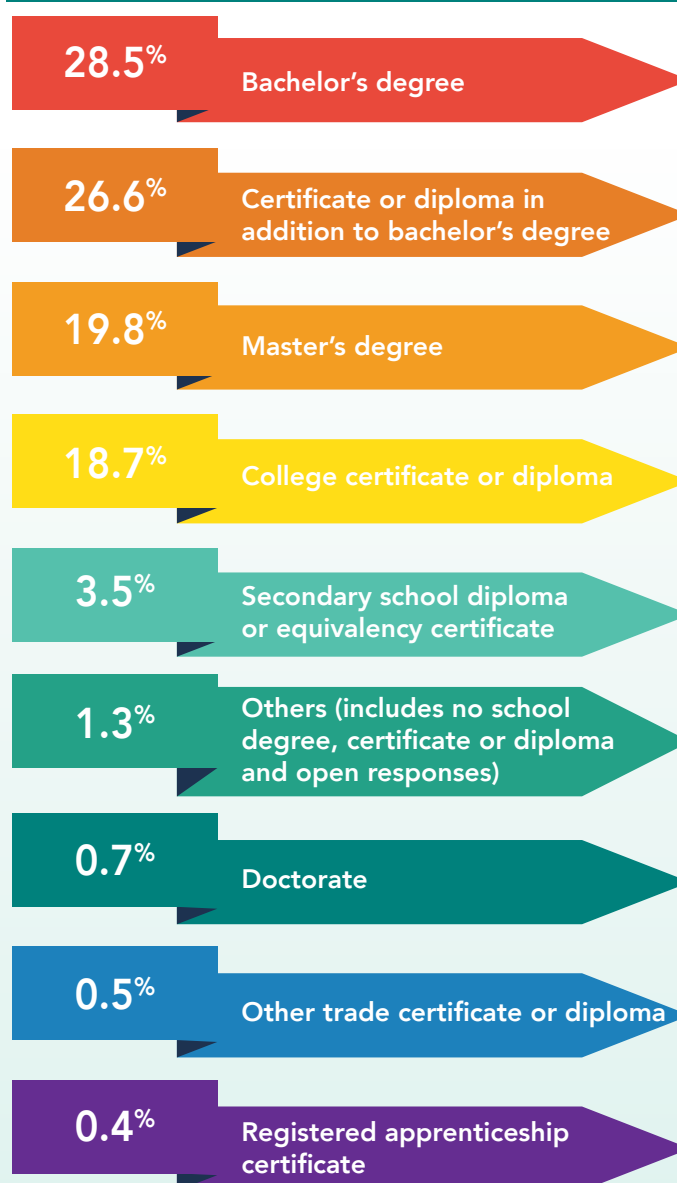 28.5%
Bachelor’s degree
26.6%
Certificate or diploma in
addition to bachelor’s degree
19.8%
Master’s degree
18.7%
College certificate or diploma
3.5%
Secondary school diploma
or equivalency certificate
1.3%
Others (includes no school
degree, certificate or diploma
and open responses)
0.7%
Doctorate
0.5%
Other trade certificate or diploma
0.4%
Registered apprenticeship
certificate